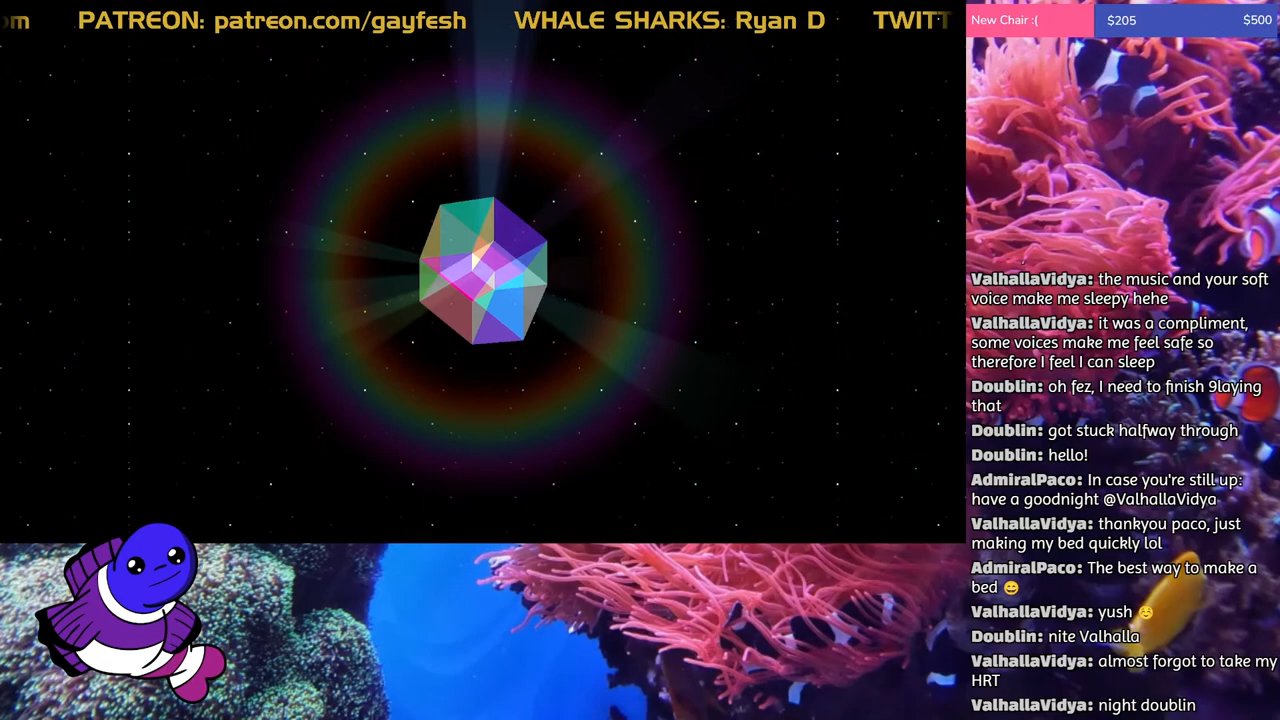 om PATREON: patreon.com/gayfesh WHALE SHARKS: Ryan D TWITT
New Chair :( $205 $500
ValhallaVidya: the music and your soft
voice make me sleepy hehe
ValhallaVidya: it was a compliment,
some voices make me feel safe so
therefore I feel I can sleep
Doublin: oh fez, I need to finish 9laying
that
Doublin: got stuck halfway through
Doublin: hello!
AdmiralPaco: In case you're still up:
have a goodnight @ValhallaVidya
ValhallaVidya: thankyou paco, just
making my bed quickly lol
AdmiralPaco: The best way to make a
bed 😄
ValhallaVidya: yush ☺️
Doublin: nite Valhalla
ValhallaVidya: almost forgot to take my
HRT
ValhallaVidya: night doublin